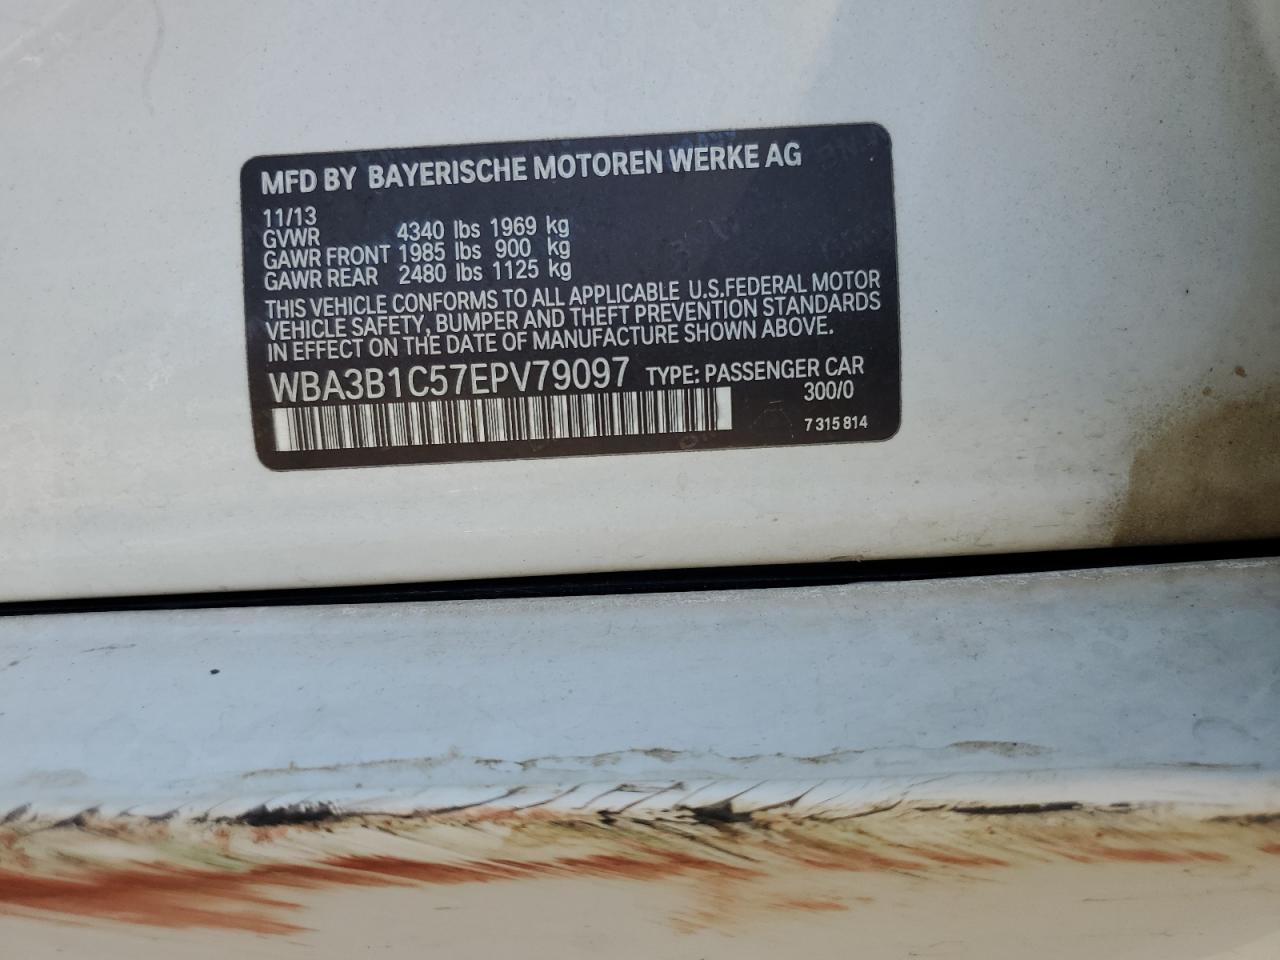 MFD BY BAYERISCHE MOTOREN WERKE AG
11/13
GVWR 4340 lbs 1969 kg
GAWR FRONT 1985 lbs 900 kg
GAWR REAR 2480 lbs 1125 kg
THIS VEHICLE CONFORMS TO ALL APPLICABLE U.S.FEDERAL MOTOR
VEHICLE SAFETY, BUMPER AND THEFT PREVENTION STANDARDS
IN EFFECT ON THE DATE OF MANUFACTURE SHOWN ABOVE.
WBA3B1C57EPV79097 TYPE: PASSENGER CAR
300/0
7 315 814